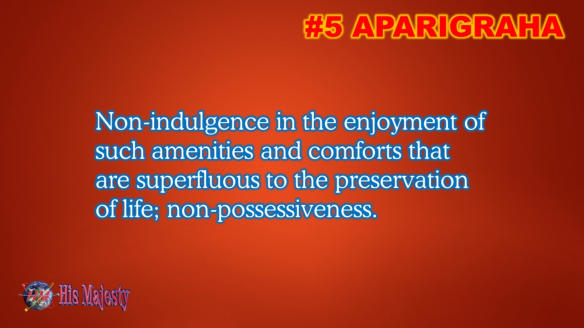 #5 APARIGRAHA
Non-indulgence in the enjoyment of
such amenities and comforts that
are superfluous to the preservation
of life; non-possessiveness.
His Majesty